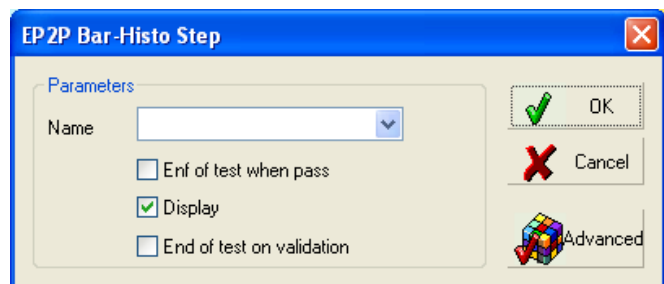 EP2P Bar-Histo Step
Parameters
Name
Enf of test when pass
Display
End of test on validation
OK
Cancel
Advanced